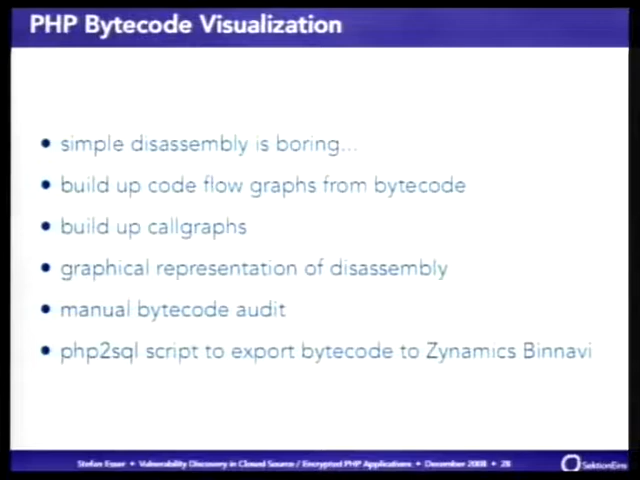 PHP Bytecode Visualization
• simple disassembly is boring...
• build up code flow graphs from bytecode
• build up callgraphs
• graphical representation of disassembly
• manual bytecode audit
• php2sql script to export bytecode to Zynamics Binnavi
Stefan Esser • Vulnerability Discovery in Closed Source / Encrypted PHP Applications • December 2008 • 28
SektionEins